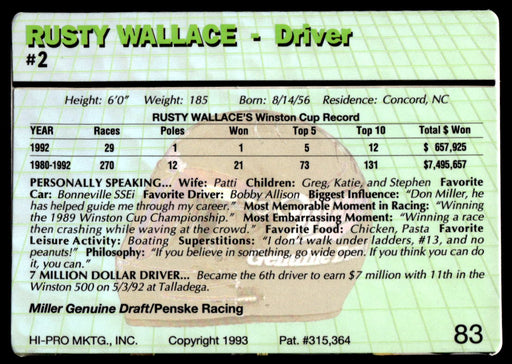 RUSTY WALLACE - Driver
#2
Height: 6'0" Weight: 185 Born: 8/14/56 Residence: Concord, NC
RUSTY WALLACE'S Winston Cup Record
YEAR Races Poles Won Top 5 Top 10 Total $ Won
1992 29 1 1 5 12 $ 657,925
1980-1992 270 12 21 73 131 $7,495,657
PERSONALLY SPEAKING... Wife: Patti Children: Greg, Katie, and Stephen Favorite
Car: Bonneville SSEi Favorite Driver: Bobby Allison Biggest Influence: "Don Miller, he
has helped guide me through my career." Most Memorable Moment in Racing: "Winning
the 1989 Winston Cup Championship." Most Embarrassing Moment: "Winning a race
then crashing while waving at the crowd." Favorite Food: Chicken, Pasta Favorite
Leisure Activity: Boating Superstitions: "I don't walk under ladders, #13, and no
peanuts!" Philosophy: "If you believe in something, go wide open. If you think you can do
it, you can."
Genuine
7 MILLION DOLLAR DRIVER... Became the 6th driver to earn $7 million with 11th in the
Winston 500 on 5/3/92 at Talladega.
Miller Genuine Draft/Penske Racing
HI-PRO MKTG., INC. Copyright 1993 Pat. #315,364 83